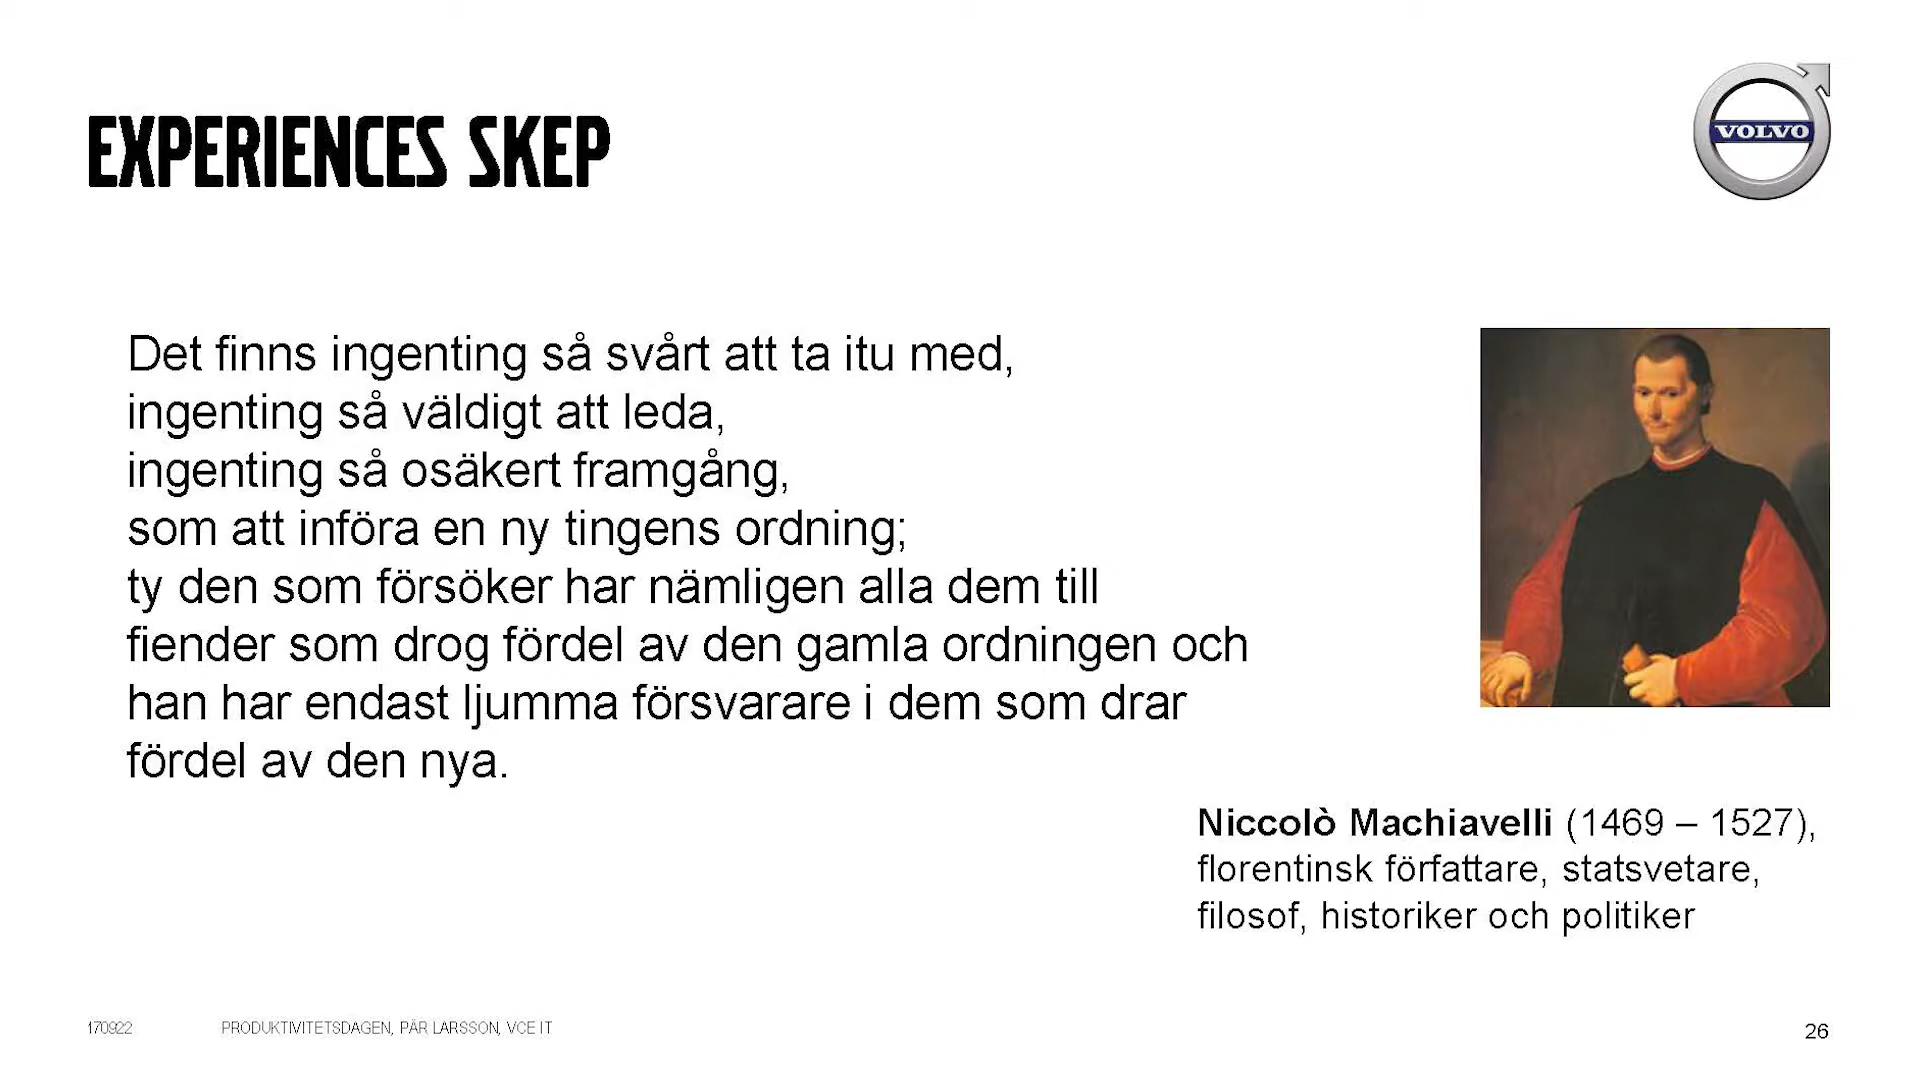 EXPERIENCES SKEP
VOLVO
Det finns ingenting så svårt att ta itu med,
ingenting så väldigt att leda,
ingenting så osäkert framgång,
som att införa en ny tingens ordning;
ty den som försöker har nämligen alla dem till
fiender som drog fördel av den gamla ordningen och
han har endast ljumma försvarare i dem som drar
fördel av den nya.
Niccolò Machiavelli (1469 – 1527),
florentinsk författare, statsvetare,
filosof, historiker och politiker
170922 PRODUKTIVITETSDAGEN, PÄR LARSSON, VCE IT
26